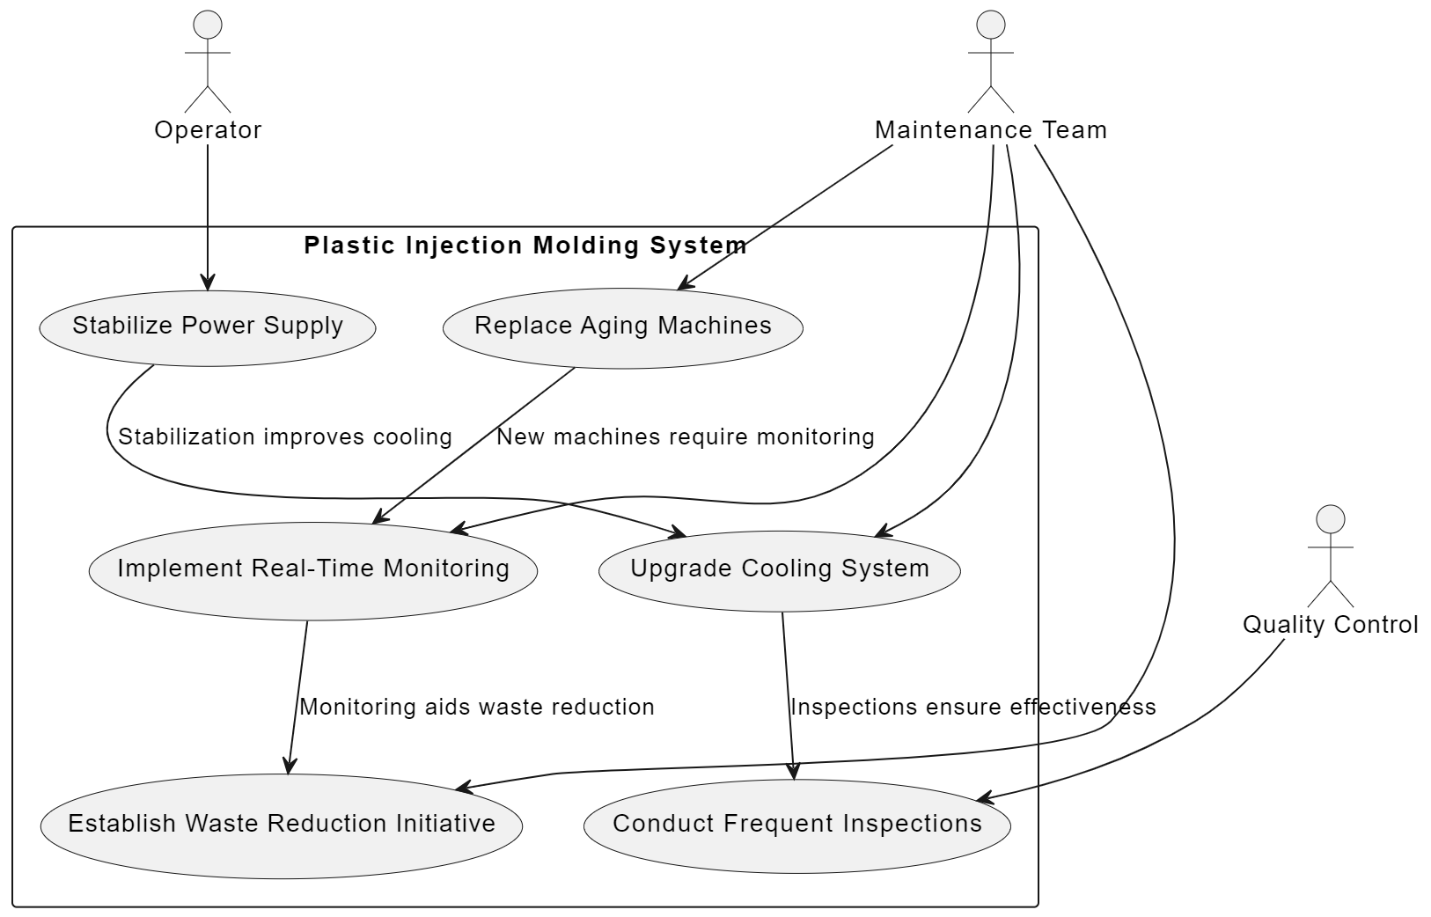 Operator
Maintenance Team
Plastic Injection Molding System
Stabilize Power Supply
Replace Aging Machines
Stabilization improves cooling
New machines require monitoring
Implement Real-Time Monitoring
Upgrade Cooling System
Quality Control
Monitoring aids waste reduction
Inspections ensure effectiveness
Establish Waste Reduction Initiative
Conduct Frequent Inspections